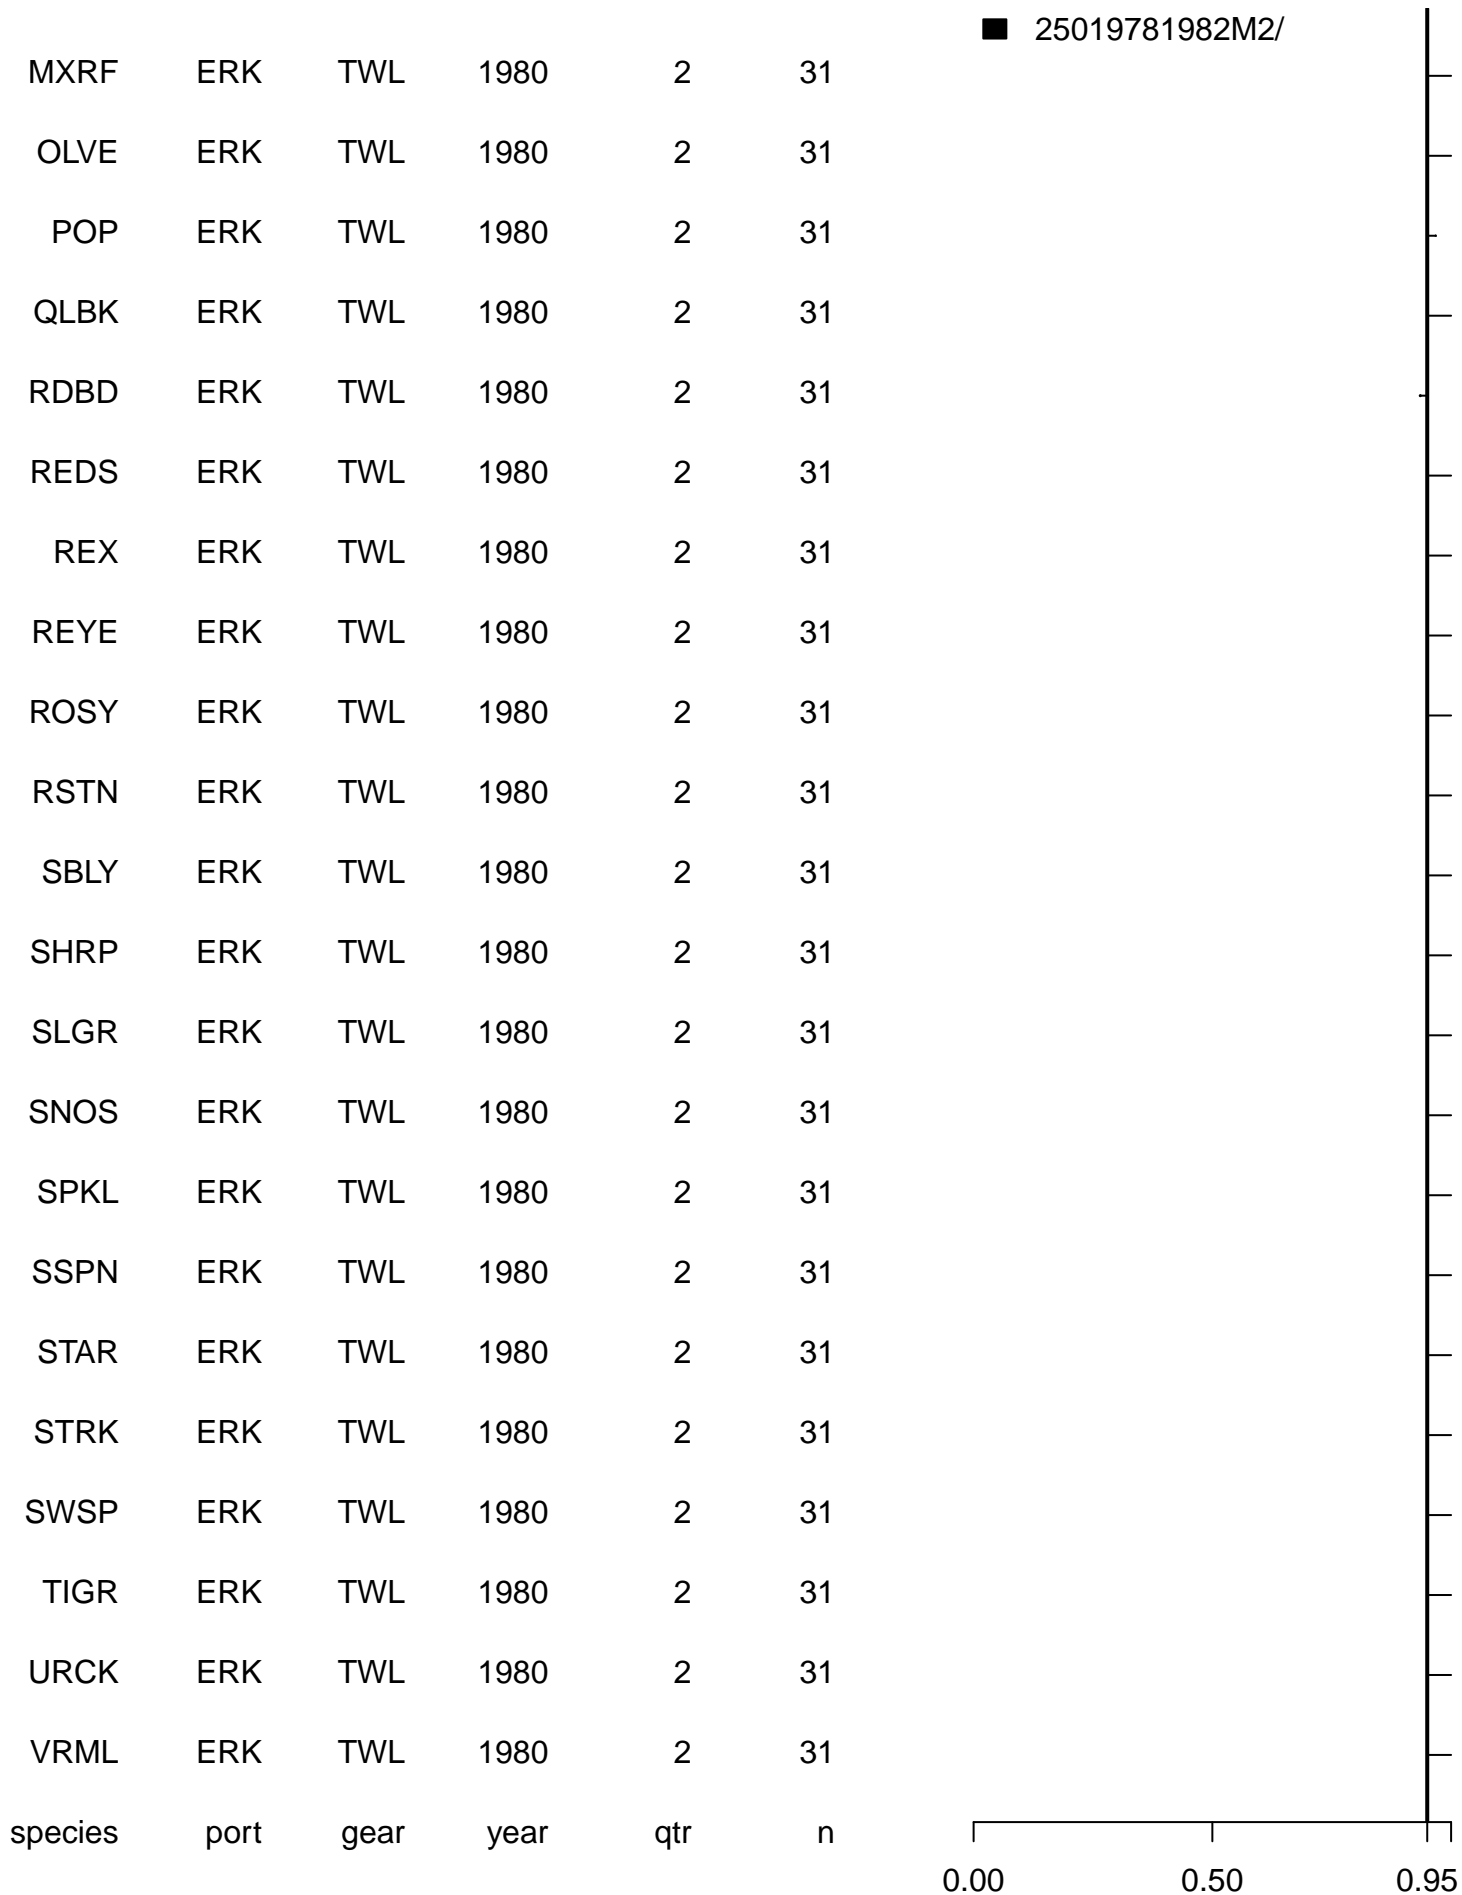 25019781982M2/
MXRF ERK TWL 1980 2 31
OLVE ERK TWL 1980 2 31
POP ERK TWL 1980 2 31
QLBK ERK TWL 1980 2 31
RDBD ERK TWL 1980 2 31
REDS ERK TWL 1980 2 31
REX ERK TWL 1980 2 31
REYE ERK TWL 1980 2 31
ROSY ERK TWL 1980 2 31
RSTN ERK TWL 1980 2 31
SBLY ERK TWL 1980 2 31
SHRP ERK TWL 1980 2 31
SLGR ERK TWL 1980 2 31
SNOS ERK TWL 1980 2 31
SPKL ERK TWL 1980 2 31
SSPN ERK TWL 1980 2 31
STAR ERK TWL 1980 2 31
STRK ERK TWL 1980 2 31
SWSP ERK TWL 1980 2 31
TIGR ERK TWL 1980 2 31
URCK ERK TWL 1980 2 31
VRML ERK TWL 1980 2 31
species port gear year qtr n
0.00 0.50 0.95